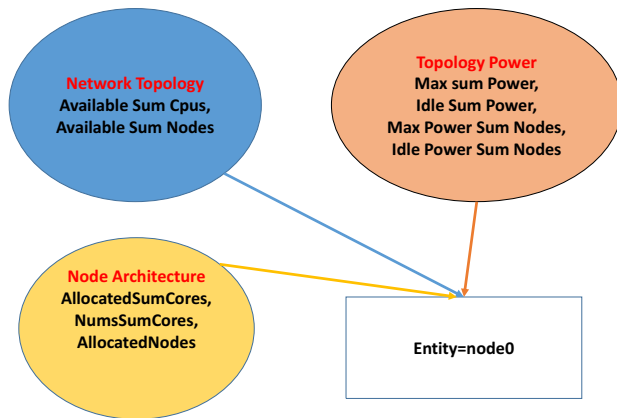 Network Topology
Available Sum Cpus,
Available Sum Nodes
Topology Power
Max sum Power,
Idle Sum Power,
Max Power Sum Nodes,
Idle Power Sum Nodes
Node Architecture
AllocatedSumCores,
NumsSumCores,
AllocatedNodes
Entity=node0